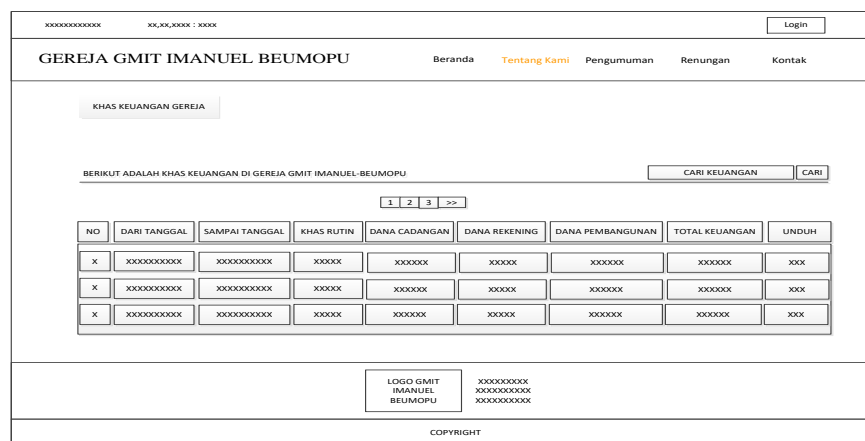 xxxxxxxxxxxx xx,xx,xxxx : xxxx Login
GEREJA GMIT IMANUEL BEUMOPU Beranda Tentang Kami Pengumuman Renungan Kontak
KHAS KEUANGAN GEREJA
BERIKUT ADALAH KHAS KEUANGAN DI GEREJA GMIT IMANUEL-BEUMOPU CARI KEUANGAN CARI
1 2 3 >>
NO DARI TANGGAL SAMPAI TANGGAL KHAS RUTIN DANA CADANGAN DANA REKENING DANA PEMBANGUNAN TOTAL KEUANGAN UNDUH
X XXXXXXXXXX XXXXXXXXXX XXXXX XXXXXX XXXXX XXXXXX XXXXXX XXX
X XXXXXXXXXX XXXXXXXXXX XXXXX XXXXXX XXXXX XXXXXX XXXXXX XXX
X XXXXXXXXXX XXXXXXXXXX XXXXX XXXXXX XXXXX XXXXXX XXXXXX XXX
LOGO GMIT XXXXXXXXX
IMANUEL XXXXXXXXXX
BEUMOPU XXXXXXXXXX
COPYRIGHT